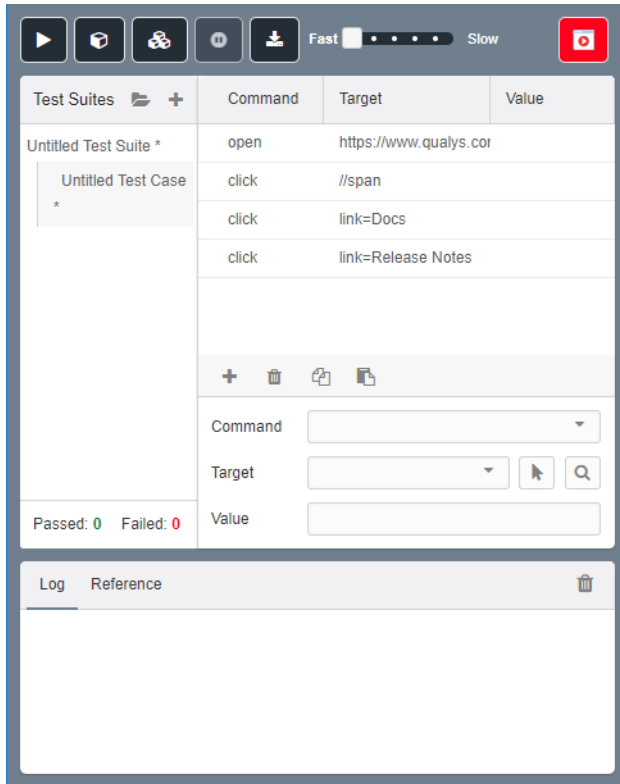 Fast Slow
Test Suites Command Target Value
Untitled Test Suite *
Untitled Test Case
*
open https://www.qualys.cor
click //span
click link=Docs
click link=Release Notes
Command
Target
Value
Passed: 0 Failed: 0
Log Reference